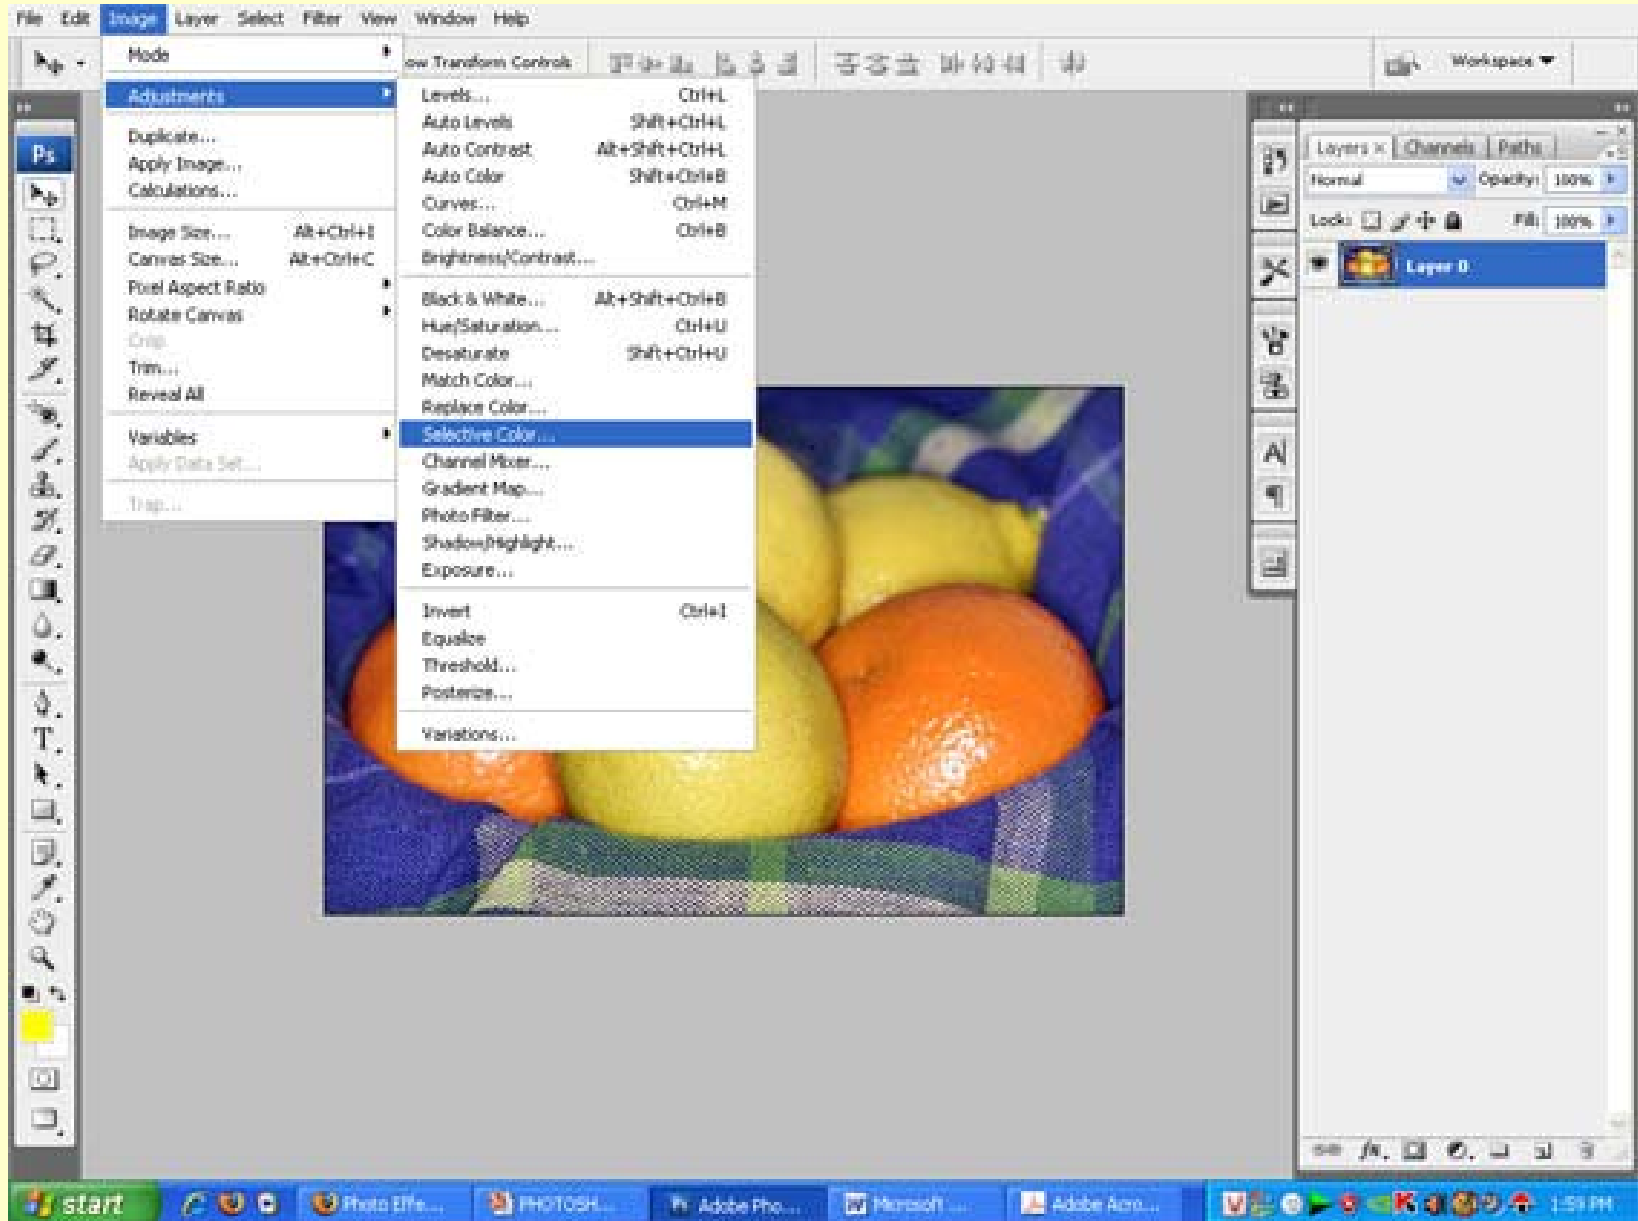 File Edit Image Layer Select Filter View Window Help
Mode
ow Transform Controls
Workspace
Adjustments
Duplicate...
Apply Image...
Calculations...
Image Size... Alt+Ctrl+I
Canvas Size... Alt+Ctrl+C
Pixel Aspect Ratio
Rotate Canvas
Crop
Trim...
Reveal All
Variables
Apply Data Set...
Trap...
Levels... Ctrl+L
Auto Levels Shift+Ctrl+L
Auto Contrast Alt+Shift+Ctrl+L
Auto Color Shift+Ctrl+B
Curves... Ctrl+M
Color Balance... Ctrl+B
Brightness/Contrast...
Black & White... Alt+Shift+Ctrl+B
Hue/Saturation... Ctrl+U
Desaturate Shift+Ctrl+U
Match Color...
Replace Color...
Selective Color...
Channel Mixer...
Gradient Map...
Photo Filter...
Shadow/Highlight...
Exposure...
Invert Ctrl+I
Equalize
Threshold...
Posterize...
Variations...
Ps
Layers × Channels Paths
Normal Opacity: 100%
Lock: Fill: 100%
Layer 0
start
Photo Effe...
PHOTOSH...
Ps Adobe Pho...
Microsoft ...
Adobe Acro...
1:59 PM